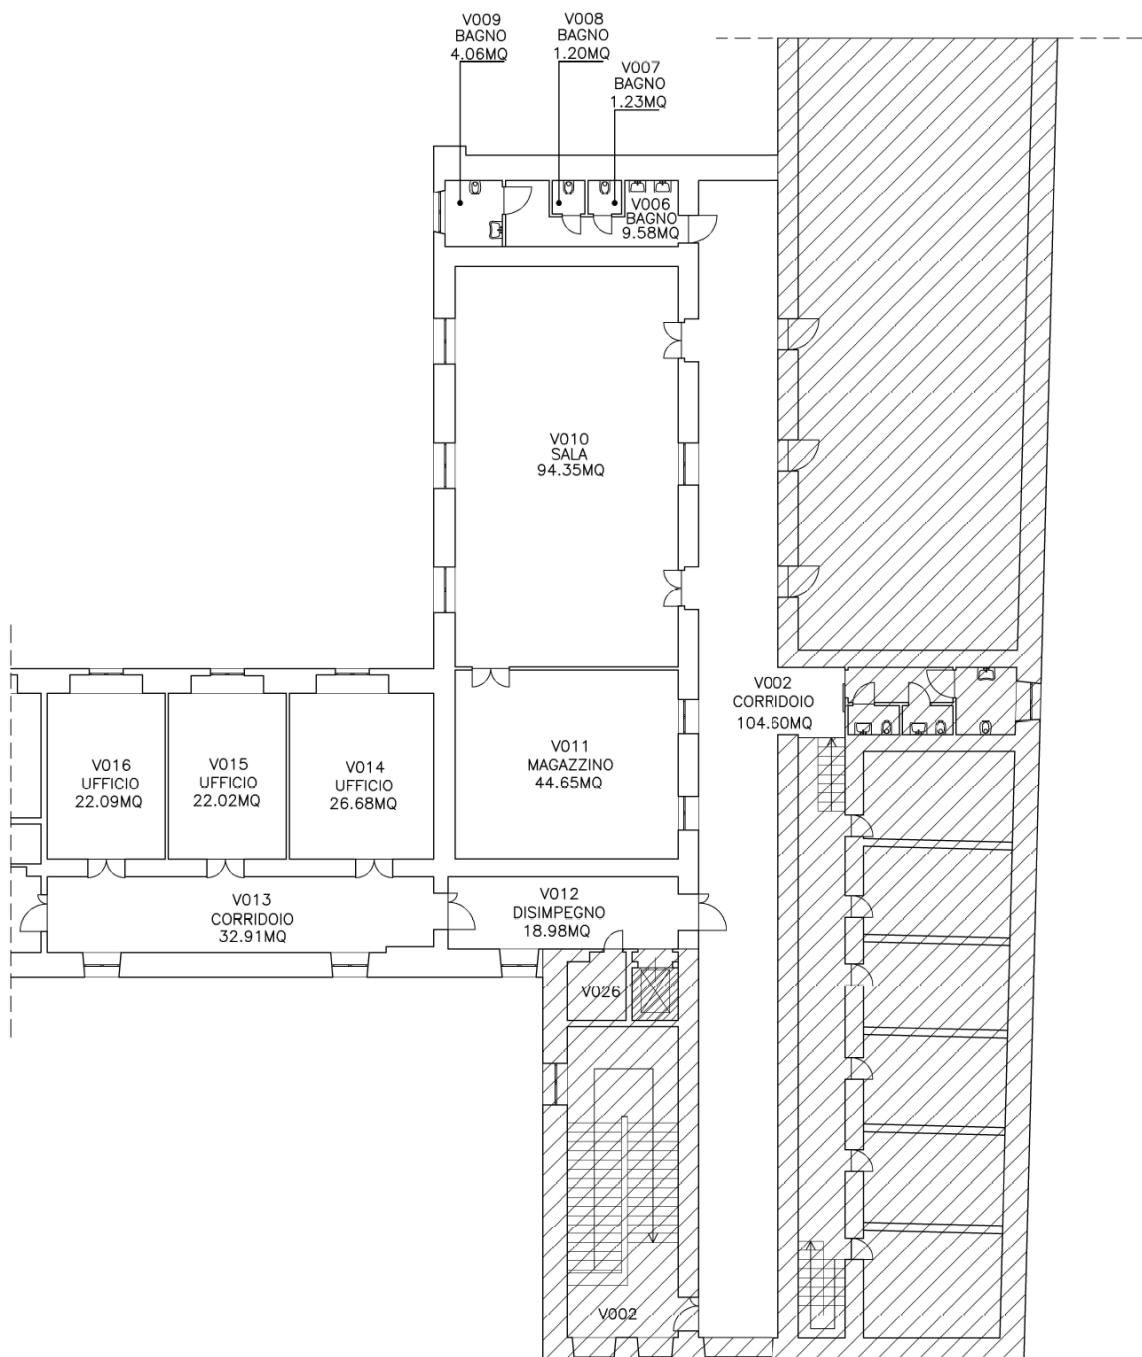 V009
BAGNO
4.06MQ
V008
BAGNO
1.20MQ
V007
BAGNO
1.23MQ
V006
BAGNO
9.58MQ
V010
SALA
94.35MQ
V002
CORRIDOIO
104.60MQ
V011
MAGAZZINO
44.65MQ
V016
UFFICIO
22.09MQ
V015
UFFICIO
22.02MQ
V014
UFFICIO
26.68MQ
V013
CORRIDOIO
32.91MQ
V012
DISIMPEGNO
18.98MQ
V026
V002